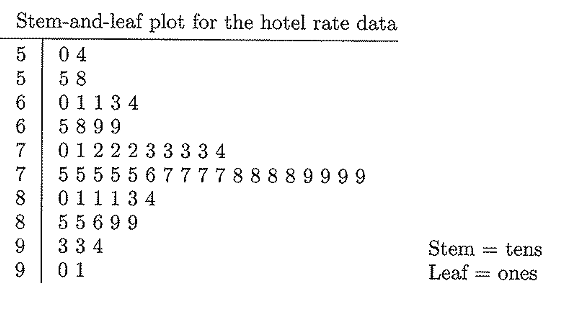 Stem-and-leaf plot for the hotel rate data
5 0 4
5 5 8
6 0 1 1 3 4
6 5 8 9 9
7 0 1 2 2 2 3 3 3 3 4
7 5 5 5 5 5 6 7 7 7 7 8 8 8 8 9 9 9 9
8 0 1 1 1 3 4
8 5 5 6 9 9
9 3 3 4
9 0 1
Stem = tens
Leaf = ones